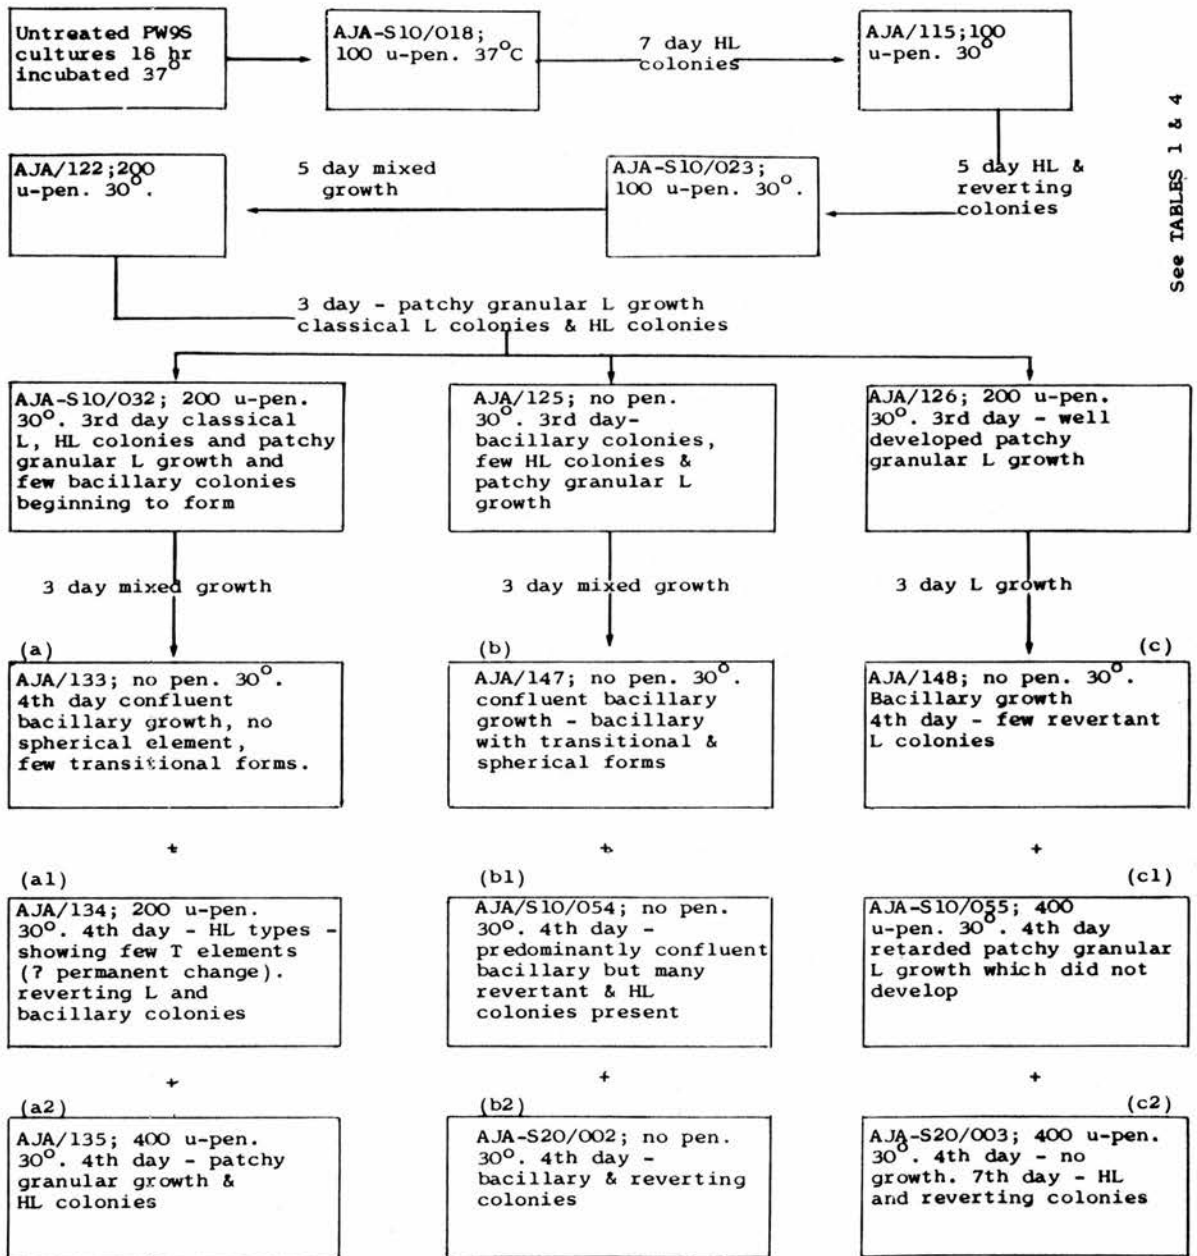 Untreated PW9S
cultures 18 hr
incubated 37°
AJA-S10/018;
100 u-pen. 37°C
7 day HL
colonies
AJA/115;100
u-pen. 30°
See TABLES 1 & 4
5 day HL &
reverting
colonies
AJA-S10/023;
100 u-pen. 30°.
5 day mixed
growth
AJA/122;200
u-pen. 30°.
3 day - patchy granular L growth
classical L colonies & HL colonies
AJA-S10/032; 200 u-pen.
30°. 3rd day classical
L, HL colonies and patchy
granular L growth and
few bacillary colonies
beginning to form
AJA/125; no pen.
30°. 3rd day-
bacillary colonies,
few HL colonies &
patchy granular L
growth
AJA/126; 200 u-pen.
30°. 3rd day - well
developed patchy
granular L growth
3 day mixed growth
3 day mixed growth
3 day L growth
(a)
AJA/133; no pen. 30°.
4th day confluent
bacillary growth, no
spherical element,
few transitional forms.
(b)
AJA/147; no pen. 30°.
confluent bacillary
growth - bacillary
with transitional &
spherical forms
(c)
AJA/148; no pen. 30°.
Bacillary growth
4th day - few revertant
L colonies
+
+
+
(a1)
AJA/134; 200 u-pen.
30°. 4th day - HL types -
showing few T elements
(? permanent change).
reverting L and
bacillary colonies
(b1)
AJA/S10/054; no pen.
30°. 4th day -
predominantly confluent
bacillary but many
revertant & HL
colonies present
(c1)
AJA-S10/055; 400
u-pen. 30°. 4th day
retarded patchy granular
L growth which did not
develop
+
+
+
(a2)
AJA/135; 400 u-pen.
30°. 4th day - patchy
granular growth &
HL colonies
(b2)
AJA-S20/002; no pen.
30°. 4th day -
bacillary & reverting
colonies
(c2)
AJA-S20/003; 400 u-pen.
30°. 4th day - no
growth. 7th day - HL
and reverting colonies